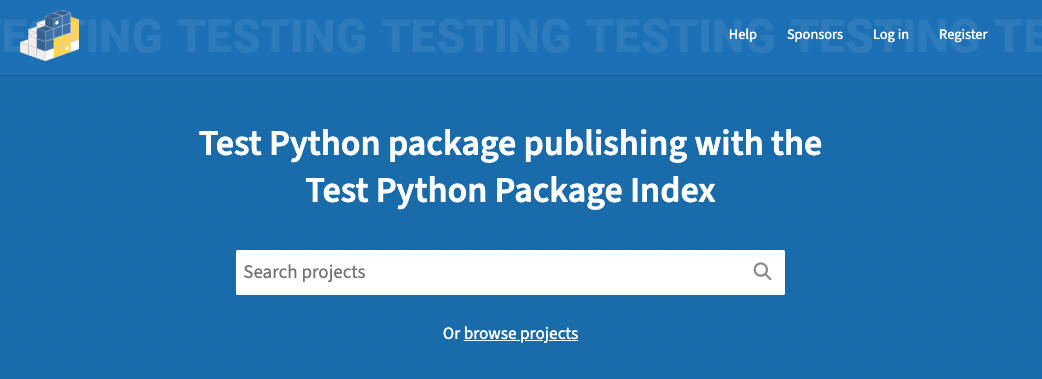 TESTING TESTING TESTING TESTING TESTING TE
Help Sponsors Log in Register
Test Python package publishing with the
Test Python Package Index
Search projects
Or browse projects